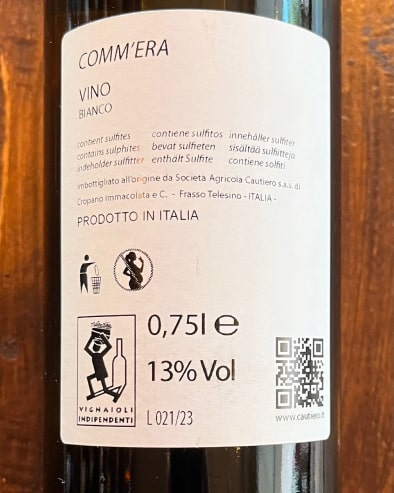 COMM'ERA
VINO
BIANCO
contient sulfites contiene sulfitos innehåller sulfiter
contains sulphites bevat sulfieten sisältää sulfiitteja
indeholder sulfitter enthält Sulfite contiene solfiti
imbottigliato all'origine da Società Agricola Cautiero s.a.s. di
Cropano Immacolata e C. - Frasso Telesino - ITALIA -
PRODOTTO IN ITALIA
0,75l e
13%Vol
VIGNAIOLI
INDIPENDENTI
L 021/23
www.cautiero.it